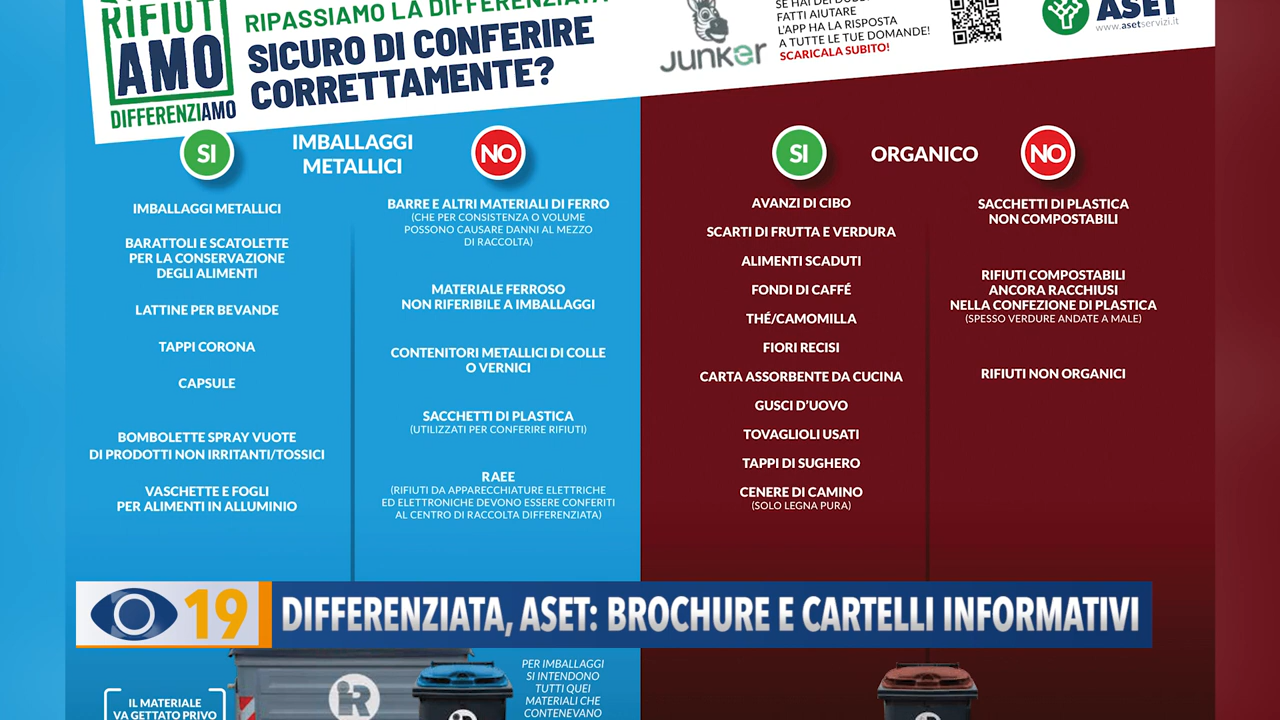 RIFIUT
AMO
DIFFERENZIAMO
RIPASSIAMO LA DIFFERENZIATA
SICURO DI CONFERIRE
CORRETTAMENTE?
junker
SE HAI DEI DUBBI
FATTI AIUTARE
L'APP HA LA RISPOSTA
A TUTTE LE TUE DOMANDE!
SCARICALA SUBITO!
ASET
www.asetservizi.it
SI
IMBALLAGGI
METALLICI
NO
IMBALLAGGI METALLICI
BARATTOLI E SCATOLETTE
PER LA CONSERVAZIONE
DEGLI ALIMENTI
LATTINE PER BEVANDE
TAPPI CORONA
CAPSULE
BOMBOLETTE SPRAY VUOTE
DI PRODOTTI NON IRRITANTI/TOSSICI
VASCHETTE E FOGLI
PER ALIMENTI IN ALLUMINIO
BARRE E ALTRI MATERIALI DI FERRO
(CHE PER CONSISTENZA O VOLUME
POSSONO CAUSARE DANNI AL MEZZO
DI RACCOLTA)
MATERIALE FERROSO
NON RIFERIBILE A IMBALLAGGI
CONTENITORI METALLICI DI COLLE
O VERNICI
SACCHETTI DI PLASTICA
(UTILIZZATI PER CONFERIRE RIFIUTI)
RAEE
(RIFIUTI DA APPARECCHIATURE ELETTRICHE
ED ELETTRONICHE DEVONO ESSERE CONFERITI
AL CENTRO DI RACCOLTA DIFFERENZIATA)
SI
ORGANICO
NO
AVANZI DI CIBO
SCARTI DI FRUTTA E VERDURA
ALIMENTI SCADUTI
FONDI DI CAFFÉ
THÉ/CAMOMILLA
FIORI RECISI
CARTA ASSORBENTE DA CUCINA
GUSCI D'UOVO
TOVAGLIOLI USATI
TAPPI DI SUGHERO
CENERE DI CAMINO
(SOLO LEGNA PURA)
SACCHETTI DI PLASTICA
NON COMPOSTABILI
RIFIUTI COMPOSTABILI
ANCORA RACCHIUSI
NELLA CONFEZIONE DI PLASTICA
(SPESSO VERDURE ANDATE A MALE)
RIFIUTI NON ORGANICI
19
DIFFERENZIATA, ASET: BROCHURE E CARTELLI INFORMATIVI
IL MATERIALE
VA GETTATO PRIVO
PER IMBALLAGGI
SI INTENDONO
TUTTI QUEI
MATERIALI CHE
CONTENEVANO